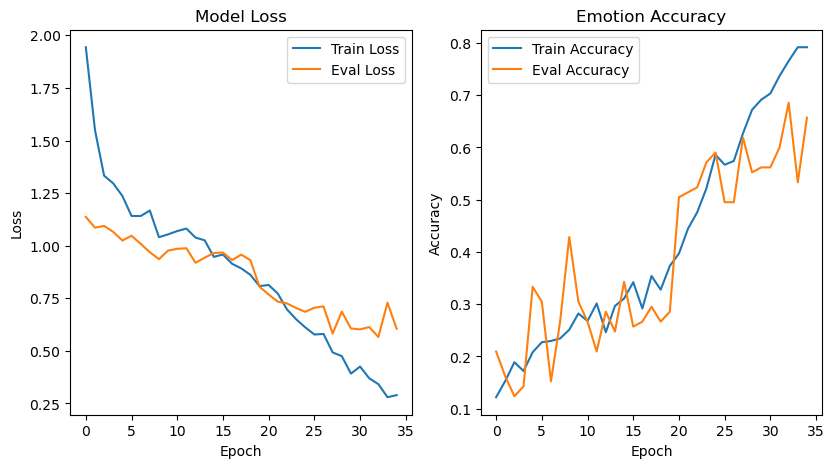 Model Loss
Train Loss
Eval Loss
2.00
1.75
1.50
1.25
1.00
0.75
0.50
0.25
Loss
0 5 10 15 20 25 30 35
Epoch
Emotion Accuracy
Train Accuracy
Eval Accuracy
0.8
0.7
0.6
0.5
0.4
0.3
0.2
0.1
Accuracy
0 5 10 15 20 25 30 35
Epoch